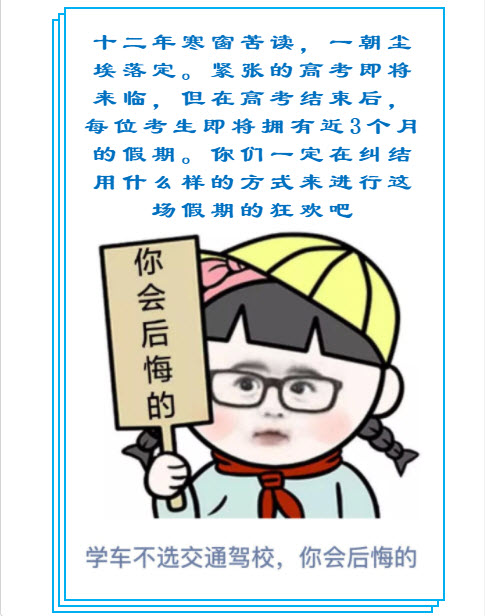 十二年寒窗苦读，一朝尘
埃落定。紧张的高考即将
来临，但在高考结束后，
每位考生即将拥有近3个月
的假期。你们一定在纠结
用什么样的方式来进行这
场假期的狂欢吧
你会后悔的
学车不选交通驾校，你会后悔的